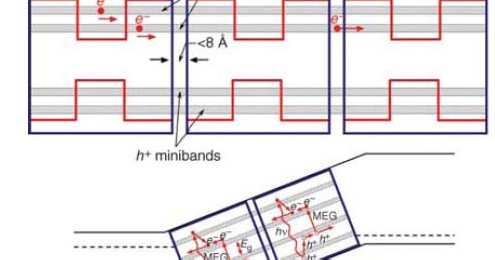 e⁻
e⁻
e⁻
<8 Å
h⁺ minibands
e⁻ e⁻
MEG
hν
h⁺ h⁺
h⁺
e⁻ e⁻
E_g
MEG